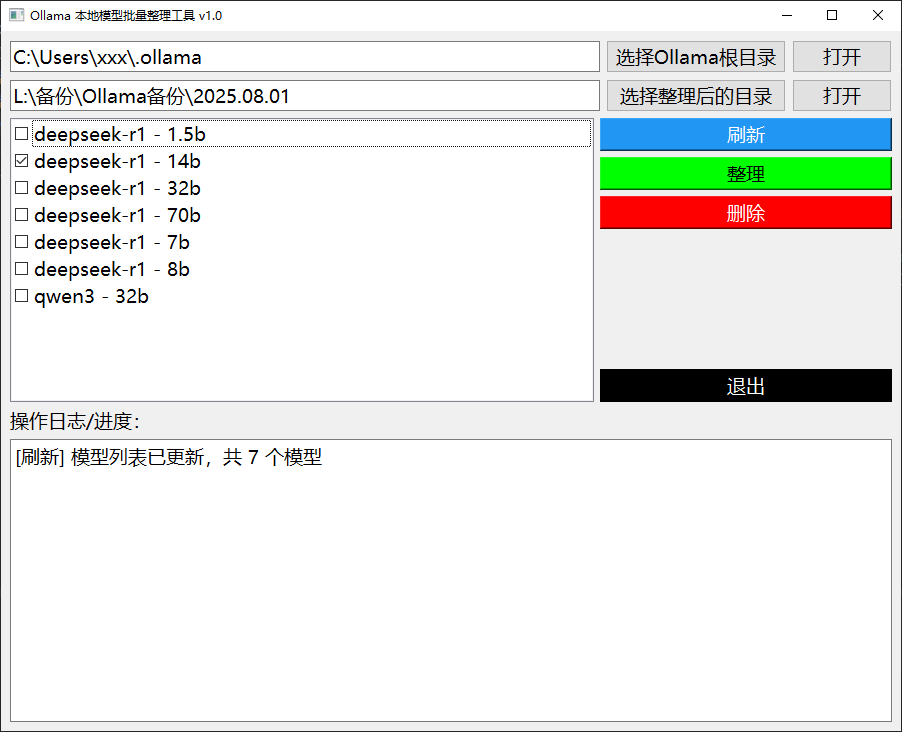 Ollama 本地模型批量整理工具 v1.0
C:\Users\xxx\.ollama 选择Ollama根目录 打开
L:\备份\Ollama备份\2025.08.01 选择整理后的目录 打开
deepseek-r1 - 1.5b
deepseek-r1 - 14b
deepseek-r1 - 32b
deepseek-r1 - 70b
deepseek-r1 - 7b
deepseek-r1 - 8b
qwen3 - 32b
刷新
整理
删除
退出
操作日志/进度：
[刷新] 模型列表已更新，共 7 个模型